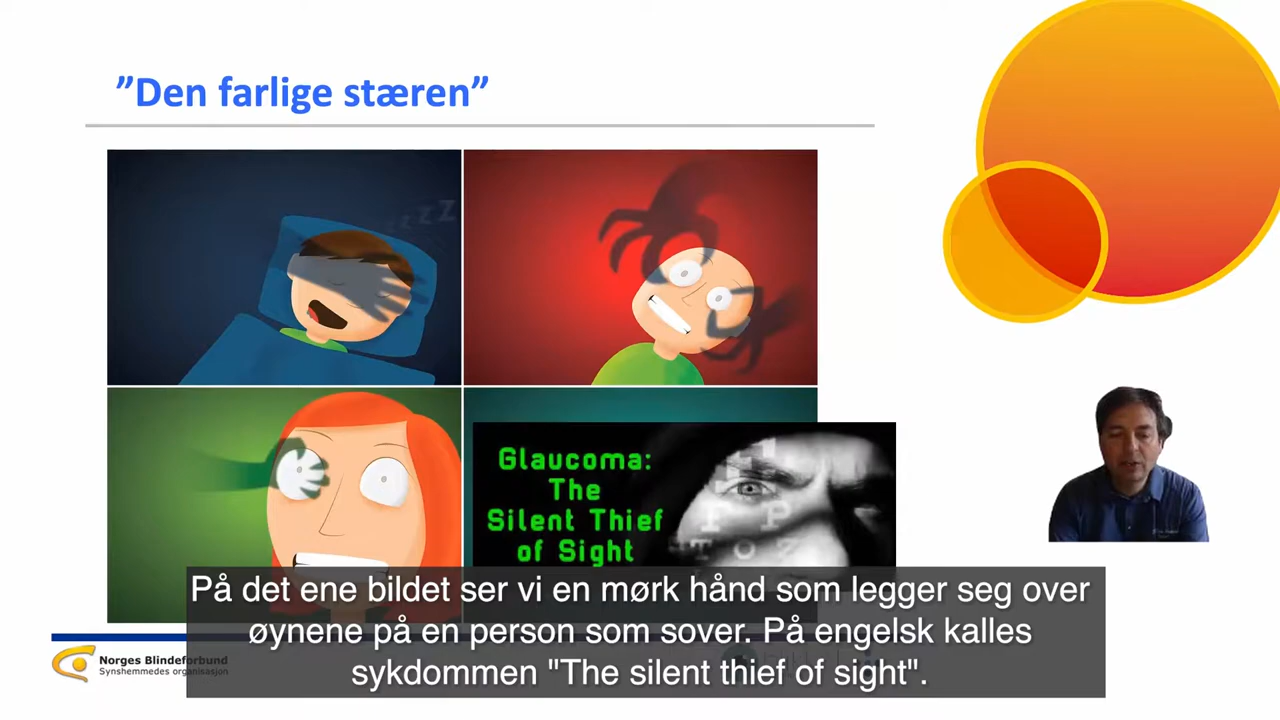 ”Den farlige stæren”
z z Z Z
Glaucoma:
The
Silent Thief
of Sight
På det ene bildet ser vi en mørk hånd som legger seg over
øynene på en person som sover. På engelsk kalles
sykdommen "The silent thief of sight".
Norges Blindeforbund
Synshemmedes organisasjon